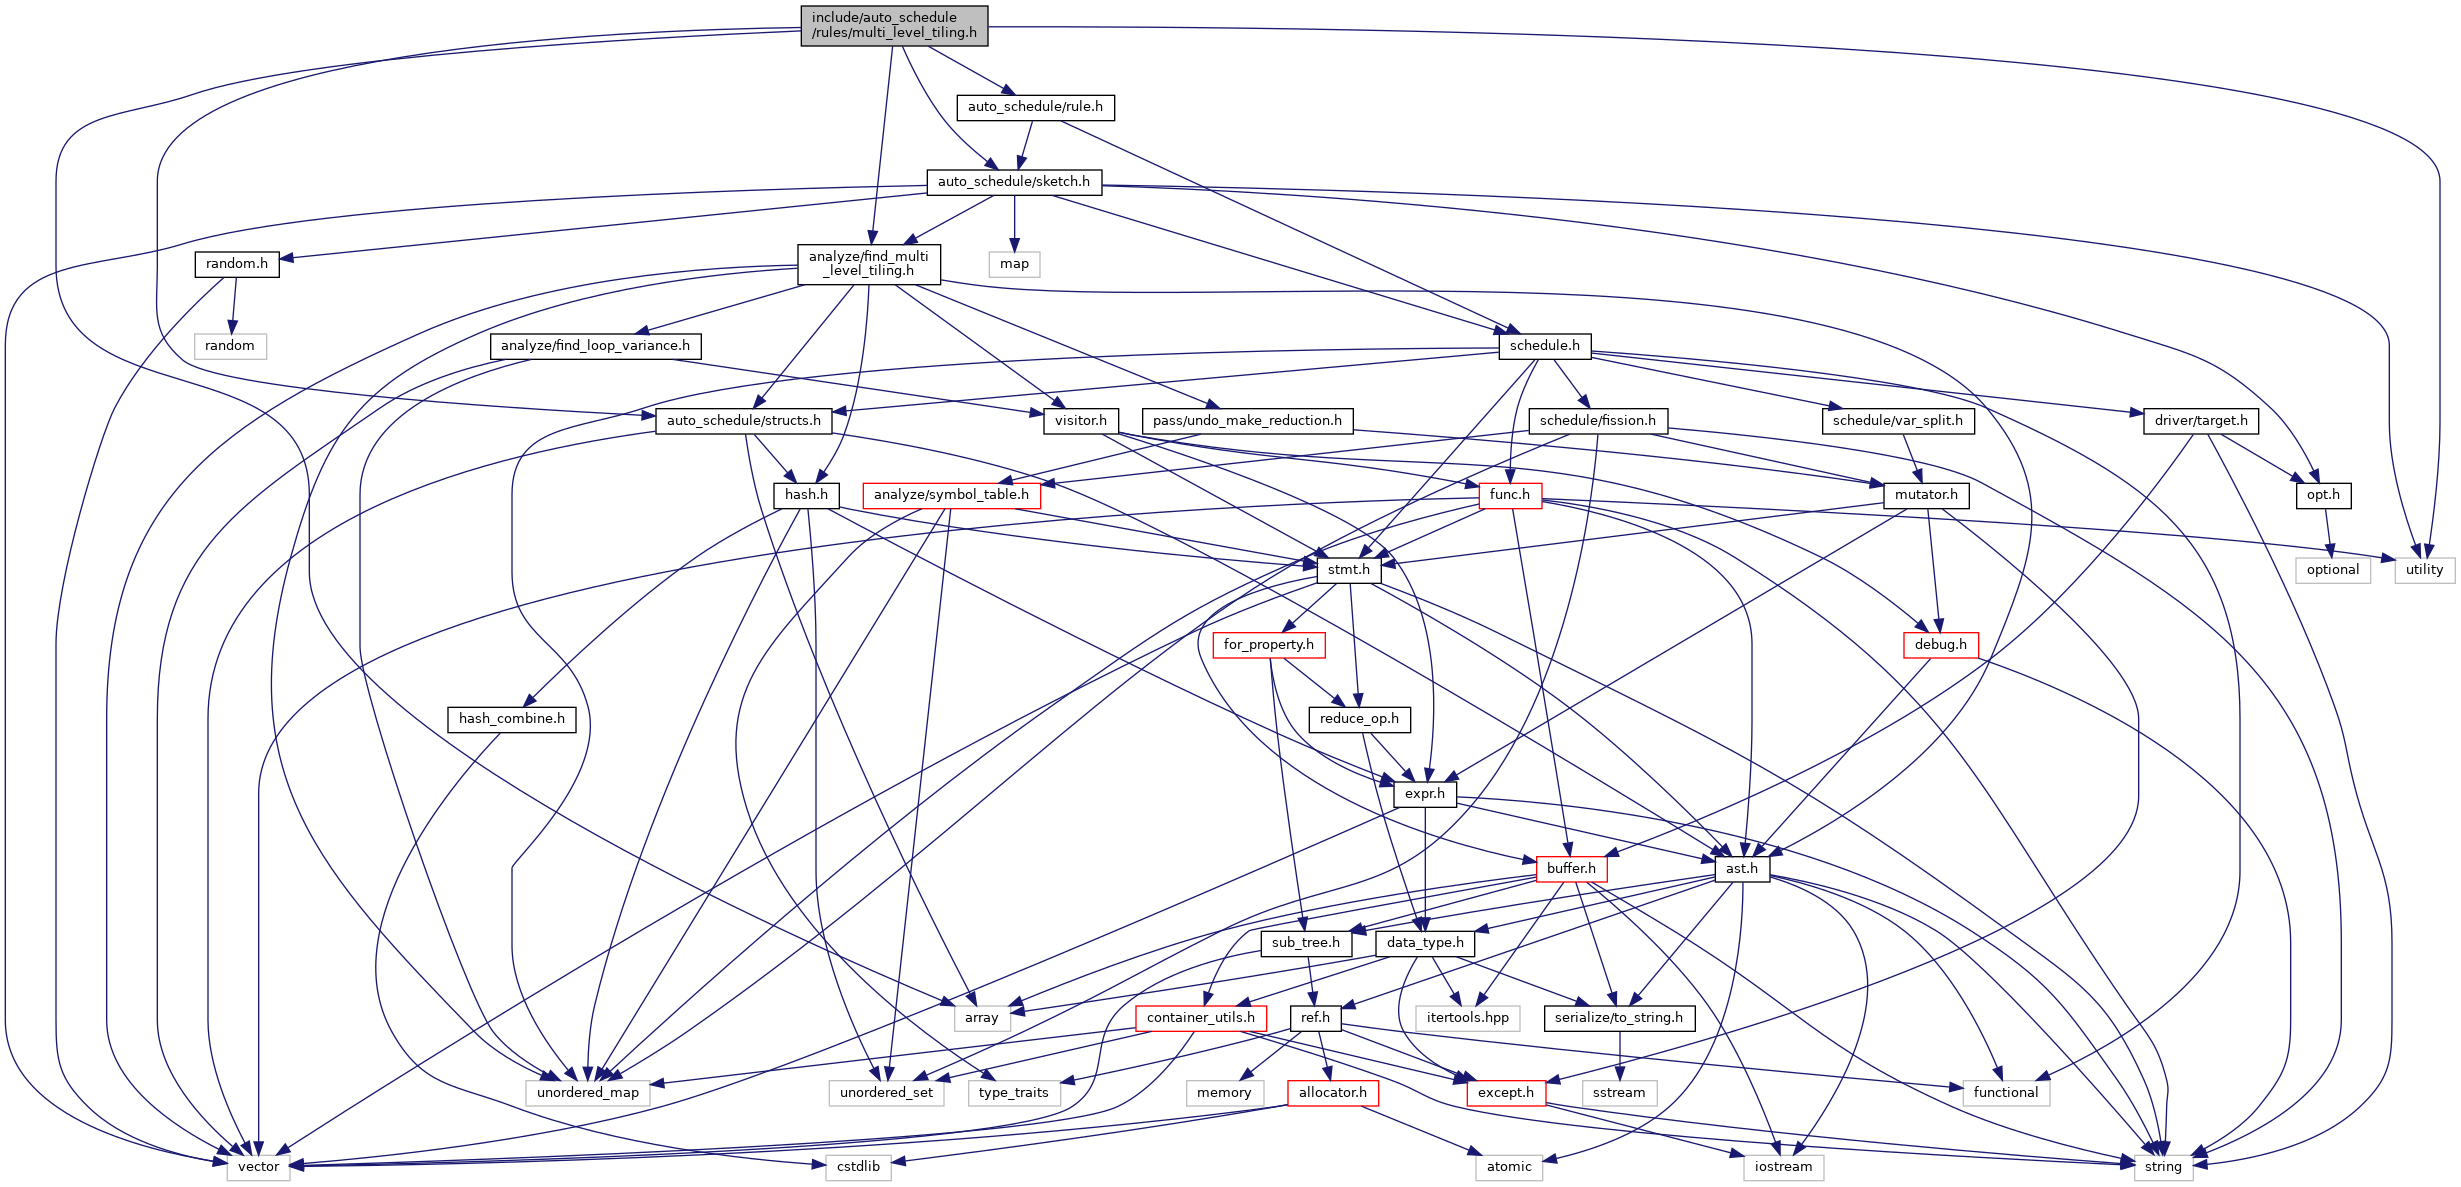 include/auto_schedule
/rules/multi_level_tiling.h
auto_schedule/rule.h
auto_schedule/sketch.h
random.h
analyze/find_multi
_level_tiling.h
map
random
analyze/find_loop_variance.h
schedule.h
auto_schedule/structs.h
visitor.h
pass/undo_make_reduction.h
schedule/fission.h
schedule/var_split.h
driver/target.h
hash.h
analyze/symbol_table.h
func.h
mutator.h
opt.h
stmt.h
optional
utility
for_property.h
debug.h
hash_combine.h
reduce_op.h
expr.h
buffer.h
ast.h
sub_tree.h
data_type.h
array
container_utils.h
ref.h
itertools.hpp
serialize/to_string.h
unordered_map
unordered_set
type_traits
memory
allocator.h
except.h
sstream
functional
vector
cstdlib
atomic
iostream
string